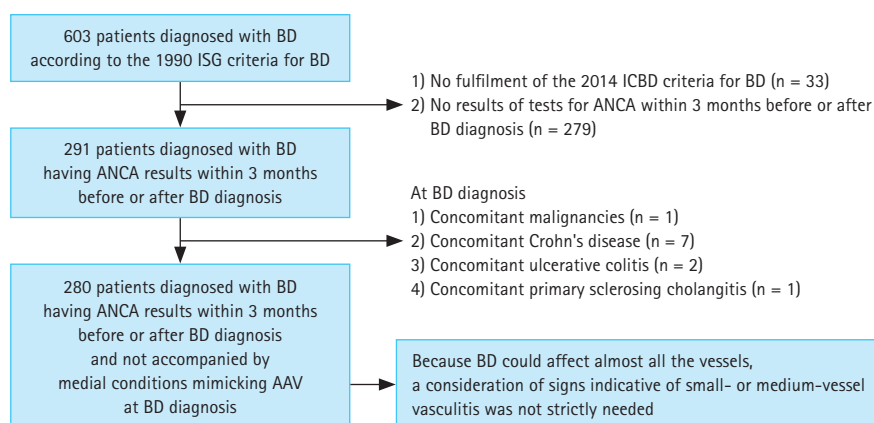 603 patients diagnosed with BD
according to the 1990 ISG criteria for BD
1) No fulfilment of the 2014 ICBD criteria for BD (n = 33)
2) No results of tests for ANCA within 3 months before or after
BD diagnosis (n = 279)
291 patients diagnosed with BD
having ANCA results within 3 months
before or after BD diagnosis
At BD diagnosis
1) Concomitant malignancies (n = 1)
2) Concomitant Crohn's disease (n = 7)
3) Concomitant ulcerative colitis (n = 2)
4) Concomitant primary sclerosing cholangitis (n = 1)
280 patients diagnosed with BD
having ANCA results within 3 months
before or after BD diagnosis
and not accompanied by
medial conditions mimicking AAV
at BD diagnosis
Because BD could affect almost all the vessels,
a consideration of signs indicative of small- or medium-vessel
vasculitis was not strictly needed